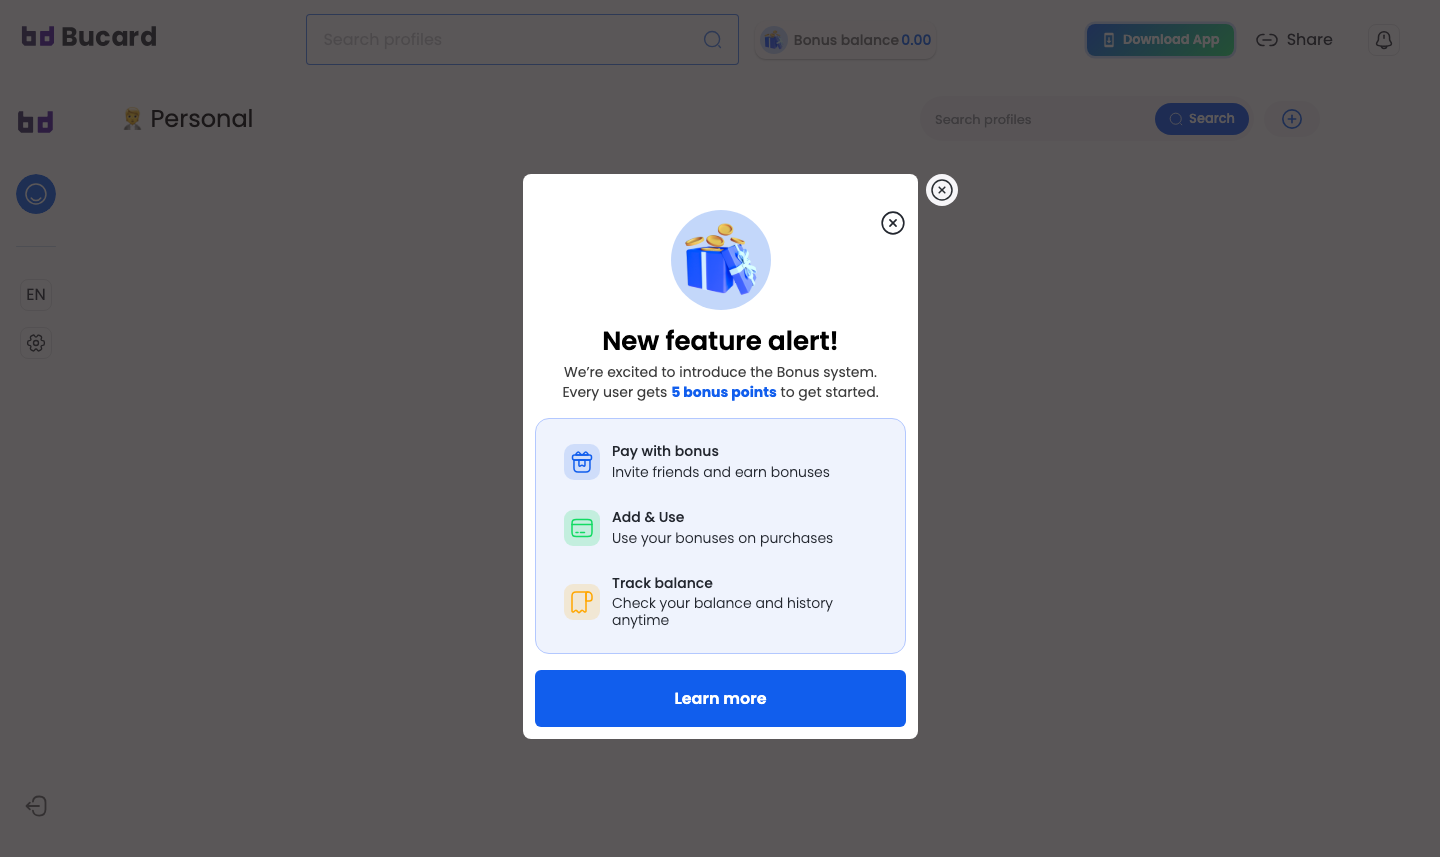 bd Bucard
Search profiles
Bonus balance 0.00
Download App
Share
bd
Personal
Search profiles
Search
EN
New feature alert!
We’re excited to introduce the Bonus system.
Every user gets 5 bonus points to get started.
Pay with bonus
Invite friends and earn bonuses
Add & Use
Use your bonuses on purchases
Track balance
Check your balance and history
anytime
Learn more